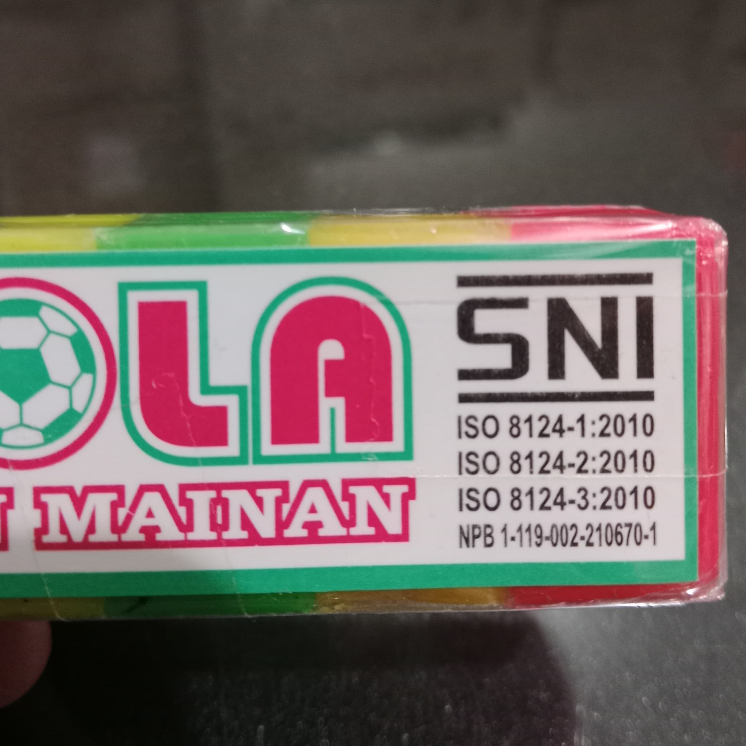 OLA
MAINAN
SNI
ISO 8124-1:2010
ISO 8124-2:2010
ISO 8124-3:2010
NPB 1-119-002-210670-1